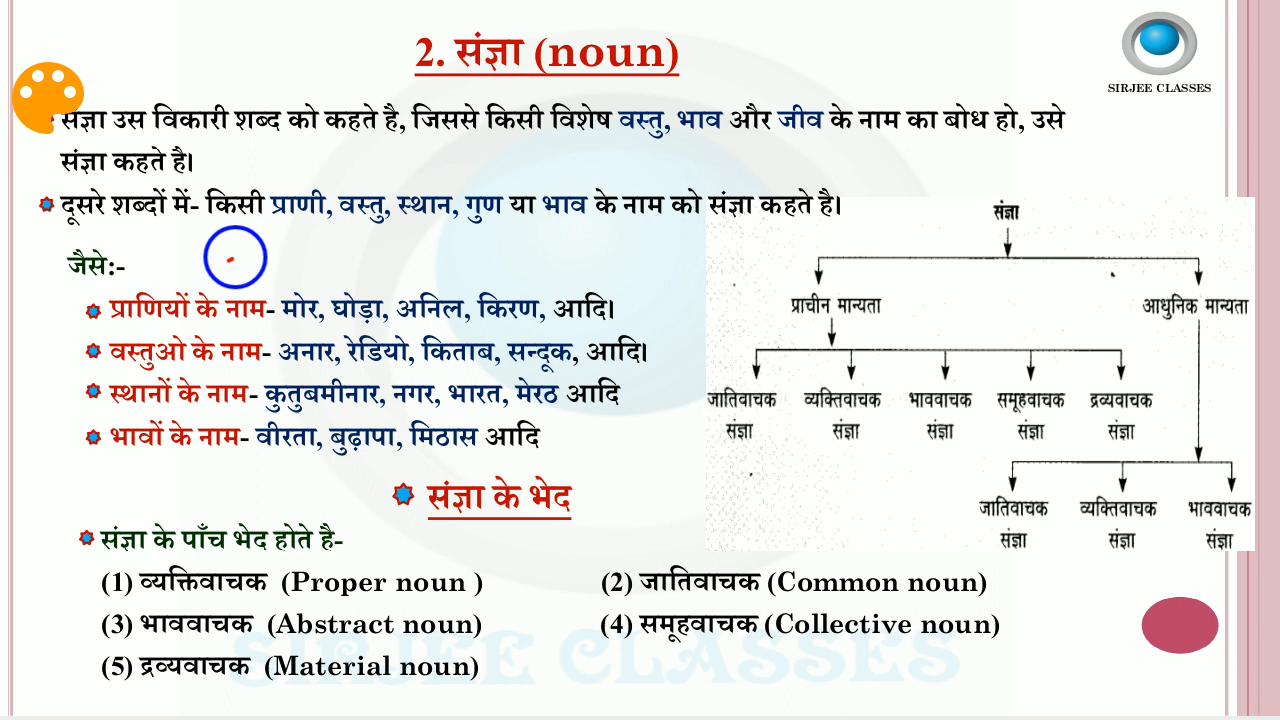 2. संज्ञा (noun)
SIRJEE CLASSES
संज्ञा उस विकारी शब्द को कहते है, जिससे किसी विशेष वस्तु, भाव और जीव के नाम का बोध हो, उसे
संज्ञा कहते है।
दूसरे शब्दों में- किसी प्राणी, वस्तु, स्थान, गुण या भाव के नाम को संज्ञा कहते है।
जैसे:-
प्राणियों के नाम- मोर, घोड़ा, अनिल, किरण, आदि।
वस्तुओ के नाम- अनार, रेडियो, किताब, सन्दूक, आदि।
स्थानों के नाम- कुतुबमीनार, नगर, भारत, मेरठ आदि
भावों के नाम- वीरता, बुढ़ापा, मिठास आदि
संज्ञा
प्राचीन मान्यता आधुनिक मान्यता
जातिवाचक व्यक्तिवाचक भाववाचक समूहवाचक द्रव्यवाचक
संज्ञा संज्ञा संज्ञा संज्ञा संज्ञा
जातिवाचक व्यक्तिवाचक भाववाचक
संज्ञा संज्ञा संज्ञा
संज्ञा के भेद
संज्ञा के पाँच भेद होते है-
(1) व्यक्तिवाचक (Proper noun ) (2) जातिवाचक (Common noun)
(3) भाववाचक (Abstract noun) (4) समूहवाचक (Collective noun)
(5) द्रव्यवाचक (Material noun)
SIRJEE CLASSES